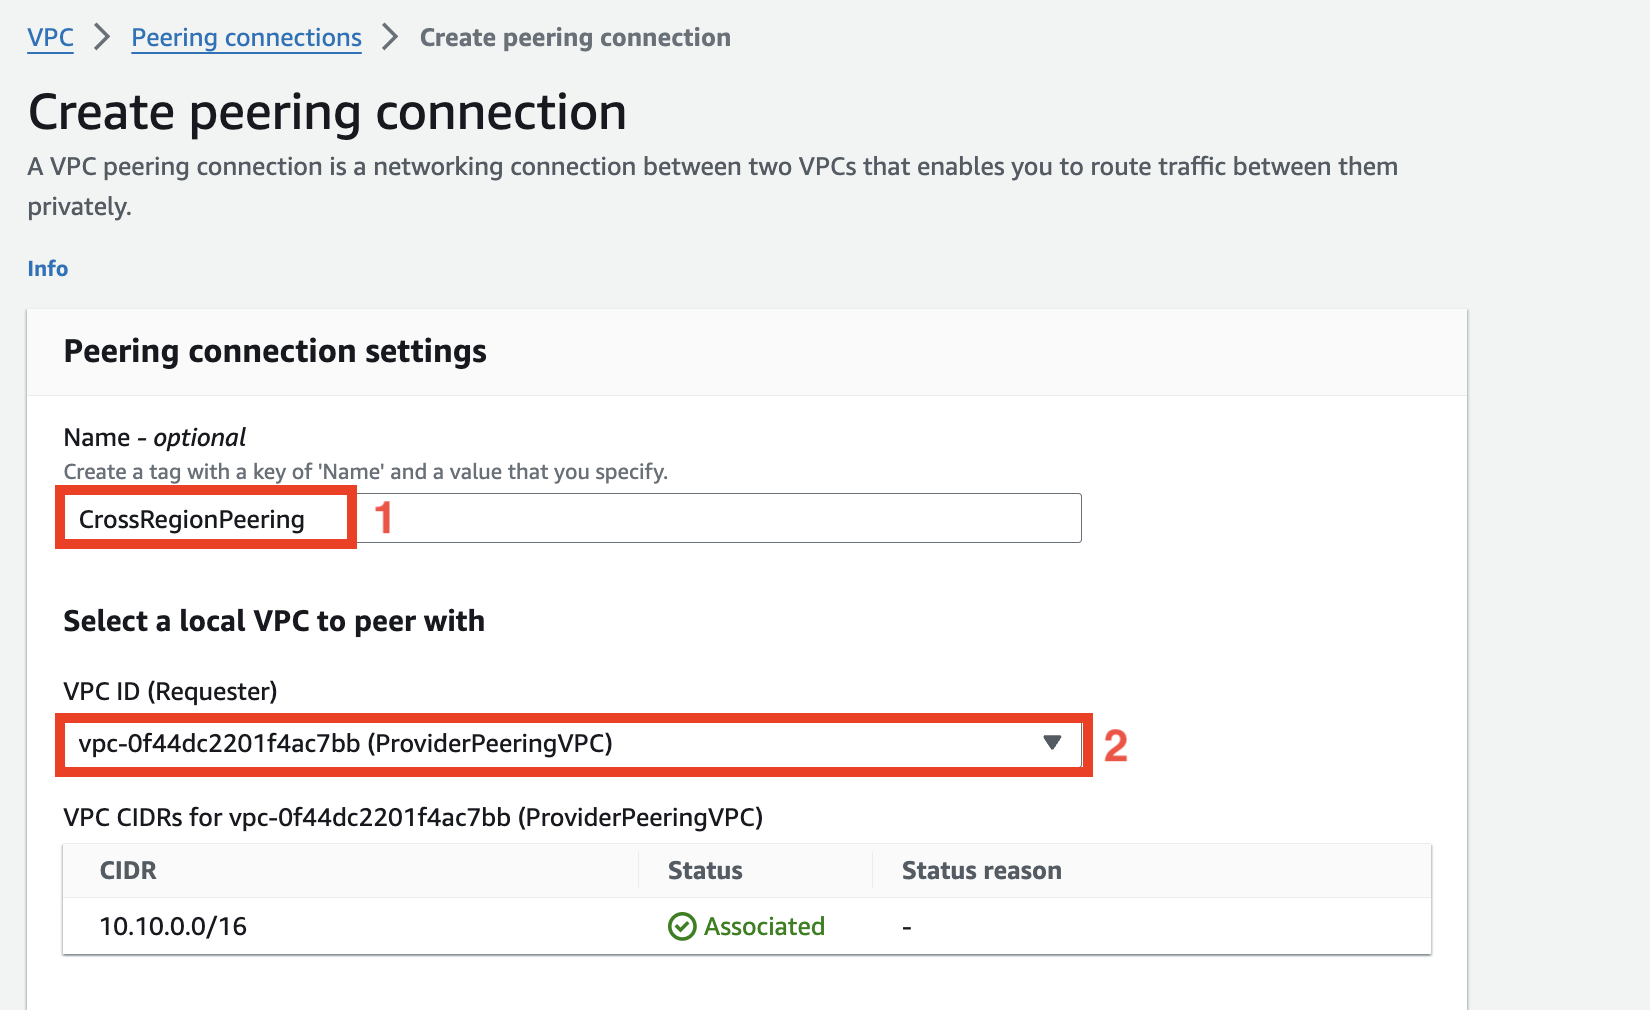 VPC > Peering connections > Create peering connection
Create peering connection
A VPC peering connection is a networking connection between two VPCs that enables you to route traffic between them
privately.
Info
Peering connection settings
Name - optional
Create a tag with a key of 'Name' and a value that you specify.
CrossRegionPeering 1
Select a local VPC to peer with
VPC ID (Requester)
vpc-0f44dc2201f4ac7bb (ProviderPeeringVPC) 2
VPC CIDRs for vpc-0f44dc2201f4ac7bb (ProviderPeeringVPC)
CIDR Status Status reason
10.10.0.0/16 Associated -